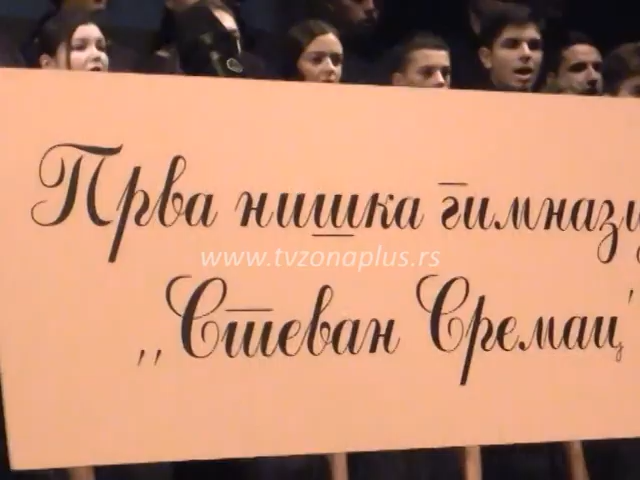 Прва нишка гимнази
www.tvzonaplus.rs
„Стеван Сремац"